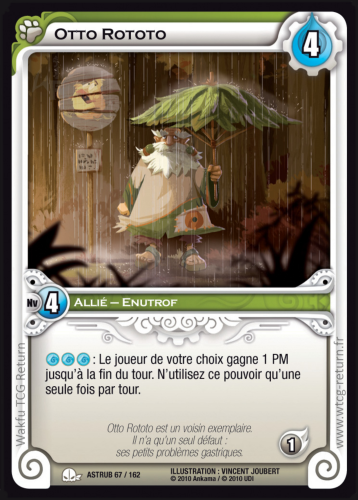 Otto Rototo
4
Nv 4 Allié – Enutrof
: Le joueur de votre choix gagne 1 PM
jusqu'à la fin du tour. N'utilisez ce pouvoir qu'une
seule fois par tour.
Otto Rototo est un voisin exemplaire.
Il n'a qu'un seul défaut :
ses petits problèmes gastriques.
1
Wakfu TCG Return
www.wtcg-return.fr
ASTRUB 67 / 162
ILLUSTRATION : VINCENT JOUBERT
© 2010 Ankama / © 2010 UDI